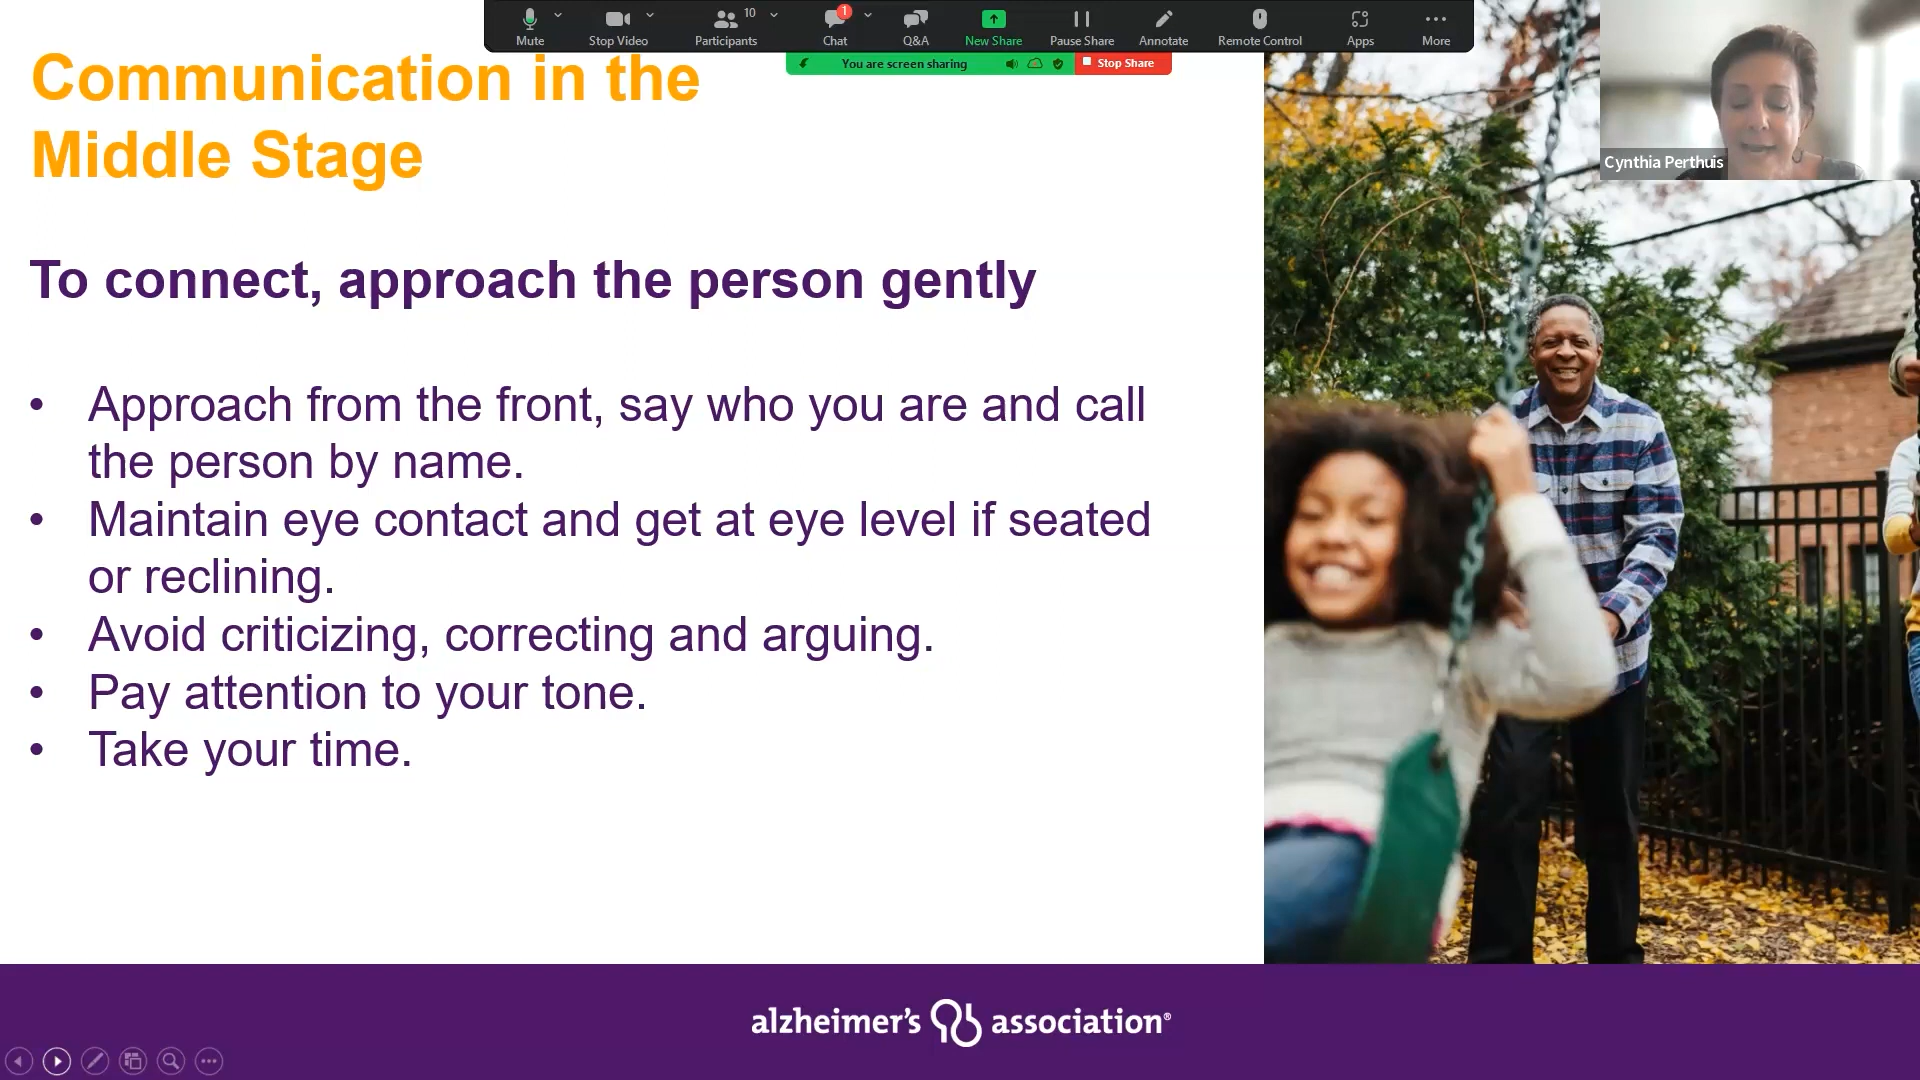 Mute
Stop Video
10
Participants
1
Chat
Q&A
New Share
Pause Share
Annotate
Remote Control
Apps
More
You are screen sharing
Stop Share
Cynthia Perthuis
Communication in the
Middle Stage
To connect, approach the person gently
• Approach from the front, say who you are and call
the person by name.
• Maintain eye contact and get at eye level if seated
or reclining.
• Avoid criticizing, correcting and arguing.
• Pay attention to your tone.
• Take your time.
alzheimer's association®